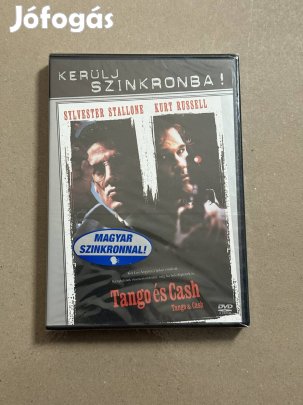 Jófogás
KERÜLJ
SZINKRONBA!
SYLVESTER STALLONE KURT RUSSELL
MAGYAR
SZINKRONNAL!
Tango és Cash
Tango & Cash
DVD